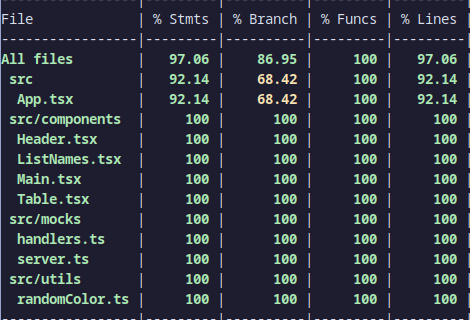 File | % Stmts | % Branch | % Funcs | % Lines
-----------------|---------|----------|---------|---------
All files | 97.06 | 86.95 | 100 | 97.06
src | 92.14 | 68.42 | 100 | 92.14
App.tsx | 92.14 | 68.42 | 100 | 92.14
src/components | 100 | 100 | 100 | 100
Header.tsx | 100 | 100 | 100 | 100
ListNames.tsx | 100 | 100 | 100 | 100
Main.tsx | 100 | 100 | 100 | 100
Table.tsx | 100 | 100 | 100 | 100
src/mocks | 100 | 100 | 100 | 100
handlers.ts | 100 | 100 | 100 | 100
server.ts | 100 | 100 | 100 | 100
src/utils | 100 | 100 | 100 | 100
randomColor.ts | 100 | 100 | 100 | 100
-----------------|---------|----------|---------|---------